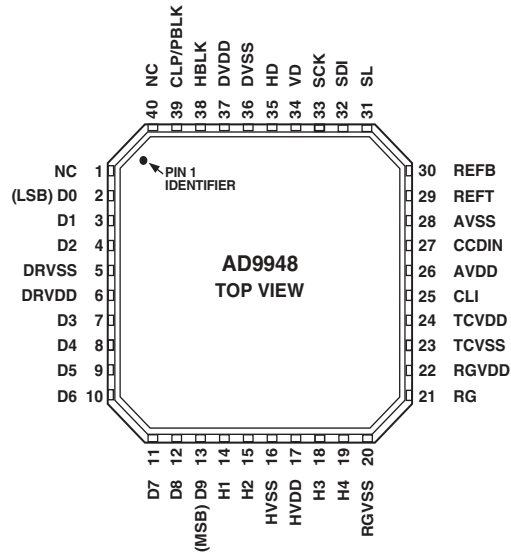 40 NC
39 CLP/PBLK
38 HBLK
37 DVDD
36 DVSS
35 HD
34 VD
33 SCK
32 SDI
31 SL
PIN 1
IDENTIFIER
NC 1
(LSB) D0 2
D1 3
D2 4
DRVSS 5
DRVDD 6
D3 7
D4 8
D5 9
D6 10
AD9948
TOP VIEW
30 REFB
29 REFT
28 AVSS
27 CCDIN
26 AVDD
25 CLI
24 TCVDD
23 TCVSS
22 RGVDD
21 RG
D7 11
D8 12
(MSB) D9 13
H1 14
H2 15
HVSS 16
HVDD 17
H3 18
H4 19
RGVSS 20